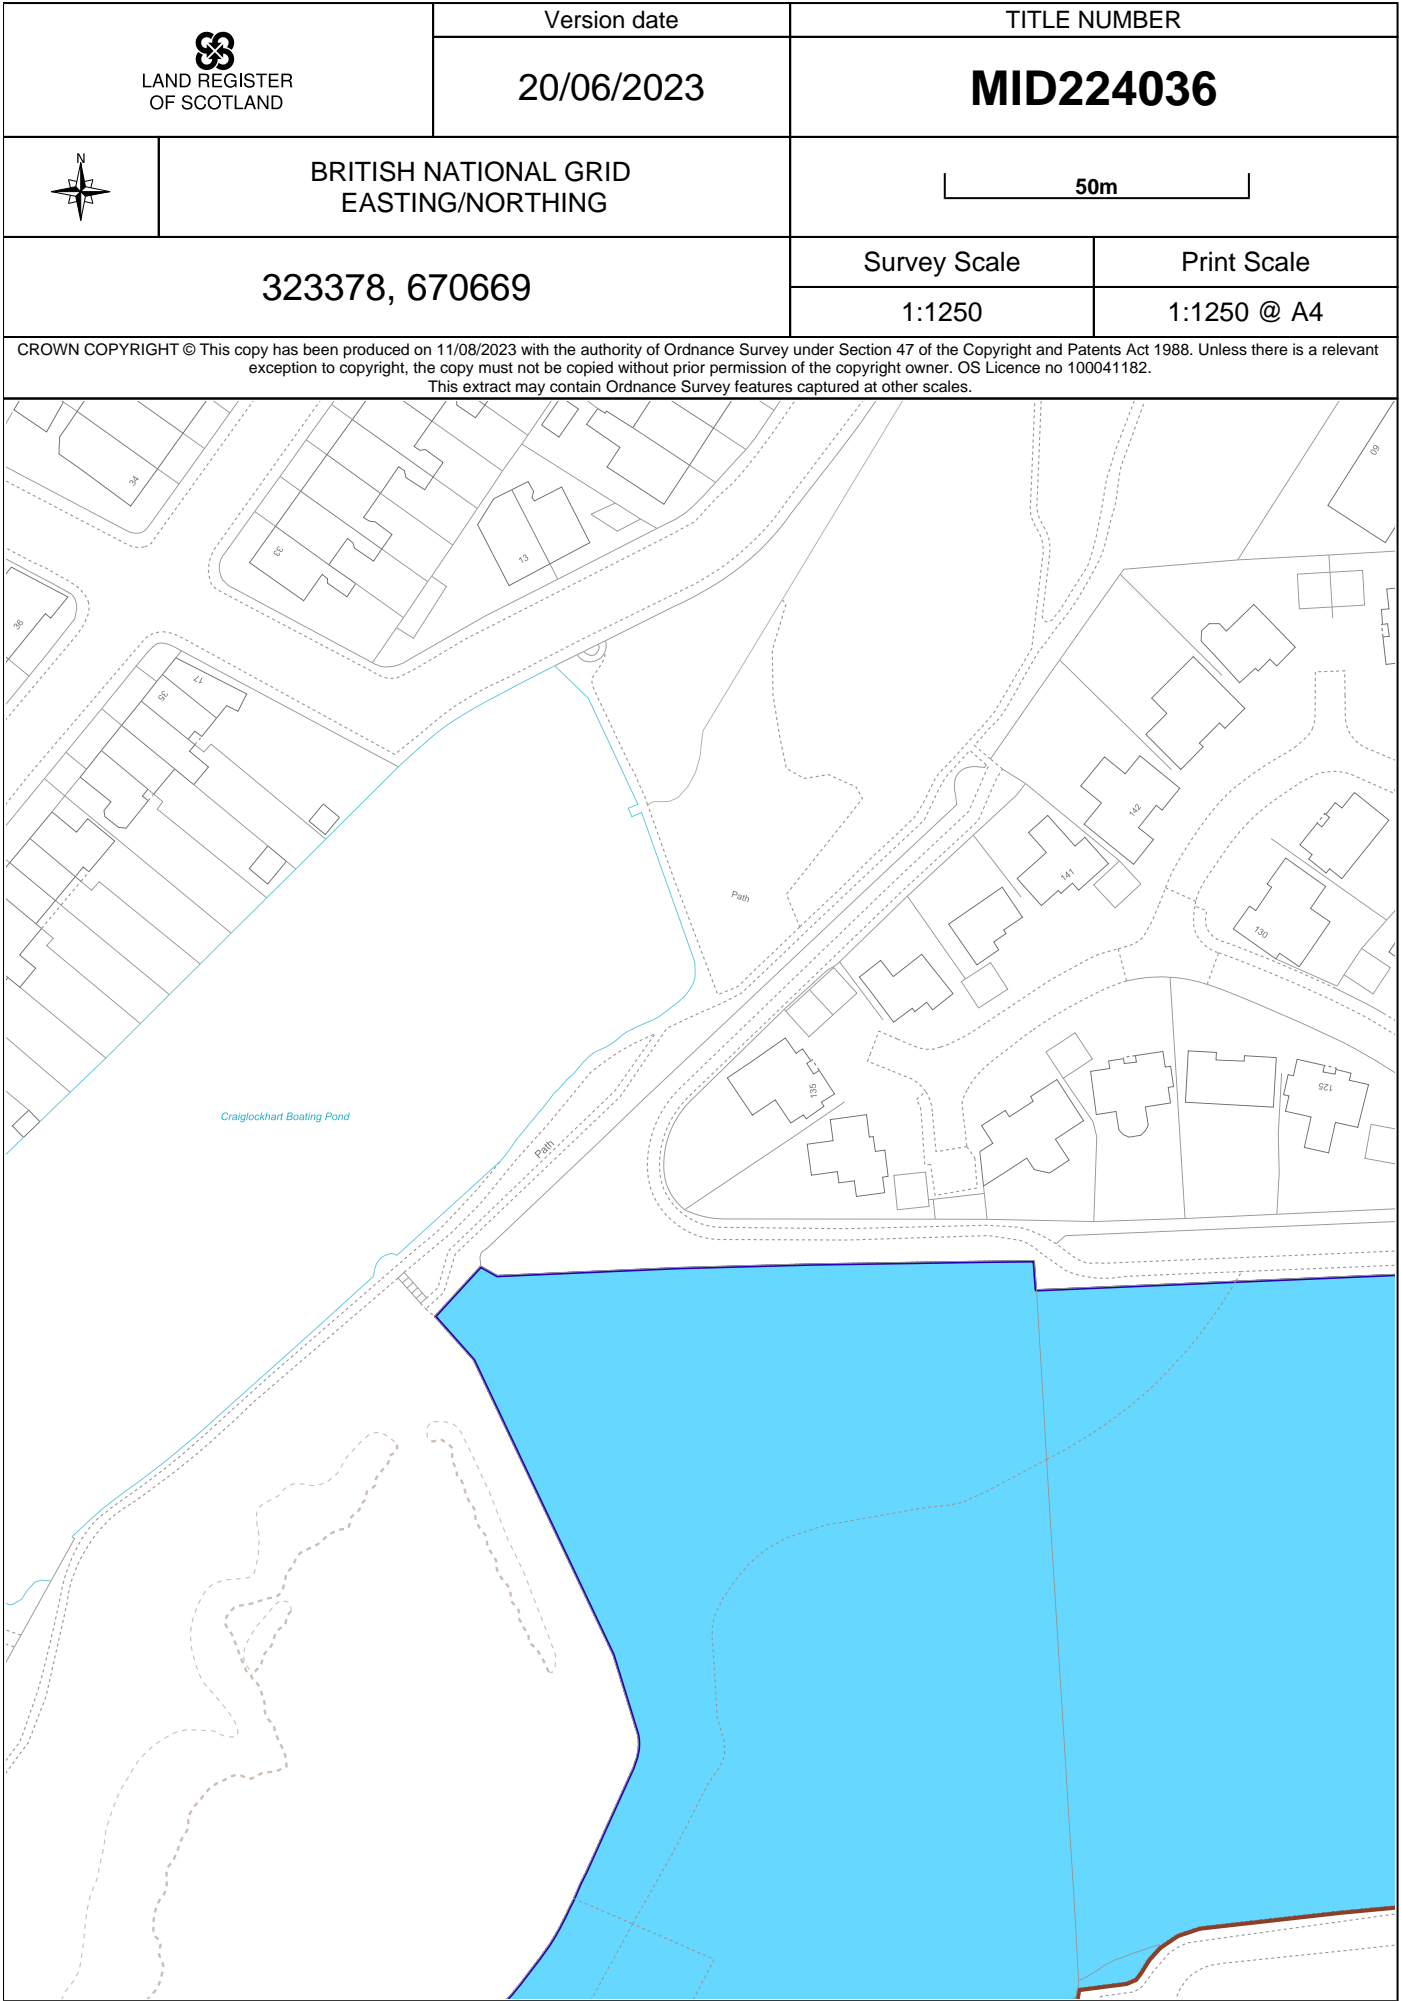 LAND REGISTER
OF SCOTLAND
Version date
20/06/2023
TITLE NUMBER
MID224036
N
BRITISH NATIONAL GRID
EASTING/NORTHING
50m
323378, 670669
Survey Scale
Print Scale
1:1250
1:1250 @ A4
CROWN COPYRIGHT © This copy has been produced on 11/08/2023 with the authority of Ordnance Survey under Section 47 of the Copyright and Patents Act 1988. Unless there is a relevant
exception to copyright, the copy must not be copied without prior permission of the copyright owner. OS Licence no 100041182.
This extract may contain Ordnance Survey features captured at other scales.
34
60
33
13
36
17
35
142
141
Path
130
135
125
Craiglockhart Boating Pond
Path